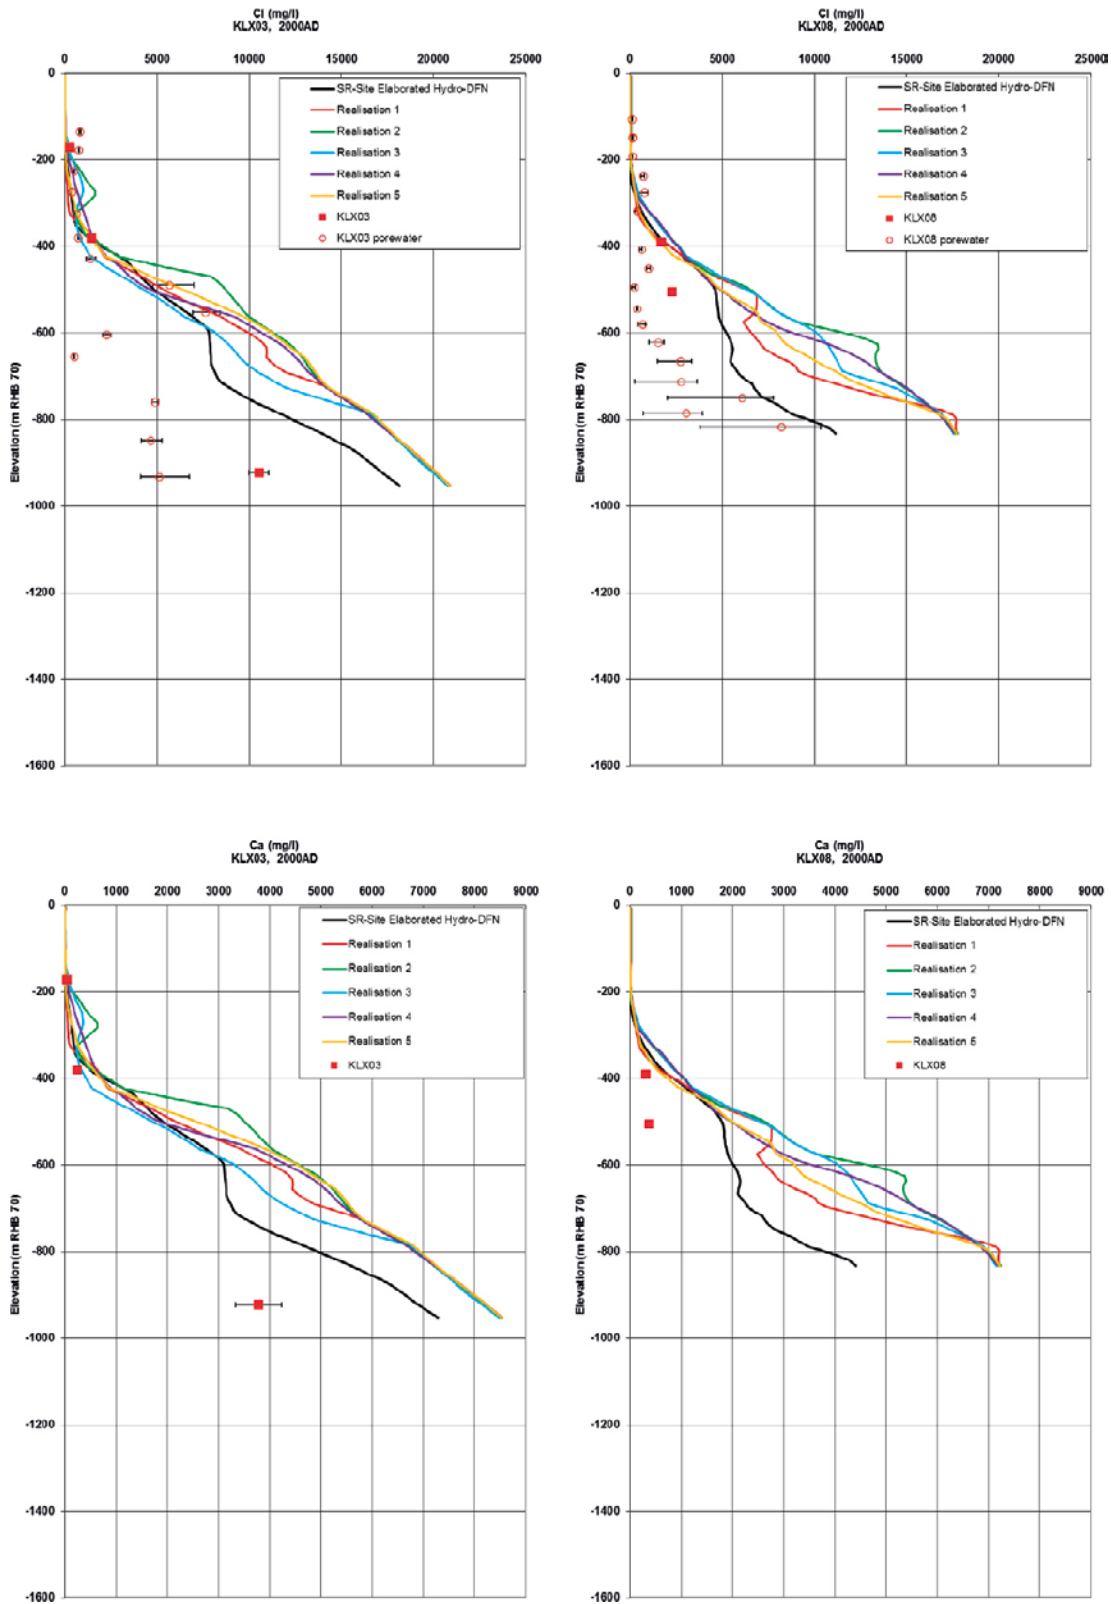 Cl (mg/l)
KLX03, 2000AD
0 5000 10000 15000 20000 25000
0
-200
-400
-600
-800
-1000
-1200
-1400
-1600
Elevation (m RHB 70)
SR-Site Elaborated Hydro-DFN
Realisation 1
Realisation 2
Realisation 3
Realisation 4
Realisation 5
KLX03
KLX03 porewater
Cl (mg/l)
KLX08, 2000AD
0 5000 10000 15000 20000 25000
0
-200
-400
-600
-800
-1000
-1200
-1400
-1600
Elevation (m RHB 70)
SR-Site Elaborated Hydro-DFN
Realisation 1
Realisation 2
Realisation 3
Realisation 4
Realisation 5
KLX08
KLX08 porewater
Ca (mg/l)
KLX03, 2000AD
0 1000 2000 3000 4000 5000 6000 7000 8000 9000
0
-200
-400
-600
-800
-1000
-1200
-1400
-1600
Elevation (m RHB 70)
SR-Site Elaborated Hydro-DFN
Realisation 1
Realisation 2
Realisation 3
Realisation 4
Realisation 5
KLX03
Ca (mg/l)
KLX08, 2000AD
0 1000 2000 3000 4000 5000 6000 7000 8000 9000
0
-200
-400
-600
-800
-1000
-1200
-1400
-1600
Elevation (m RHB 70)
SR-Site Elaborated Hydro-DFN
Realisation 1
Realisation 2
Realisation 3
Realisation 4
Realisation 5
KLX08